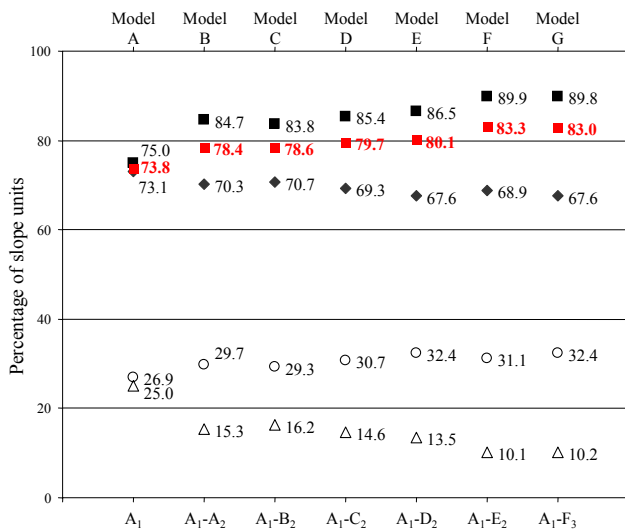 Model Model Model Model Model Model Model
A B C D E F G
100
89.9 89.8
84.7 83.8 85.4 86.5
80
75.0 78.4 78.6 79.7 80.1 83.3 83.0
73.8
73.1 70.3 70.7 69.3 67.6 68.9 67.6
60
Percentage of slope units
40
29.7 29.3 30.7 32.4 31.1 32.4
26.9
25.0
20
15.3 16.2 14.6 13.5 10.1 10.2
0
A₁ A₁-A₂ A₁-B₂ A₁-C₂ A₁-D₂ A₁-E₂ A₁-F₃